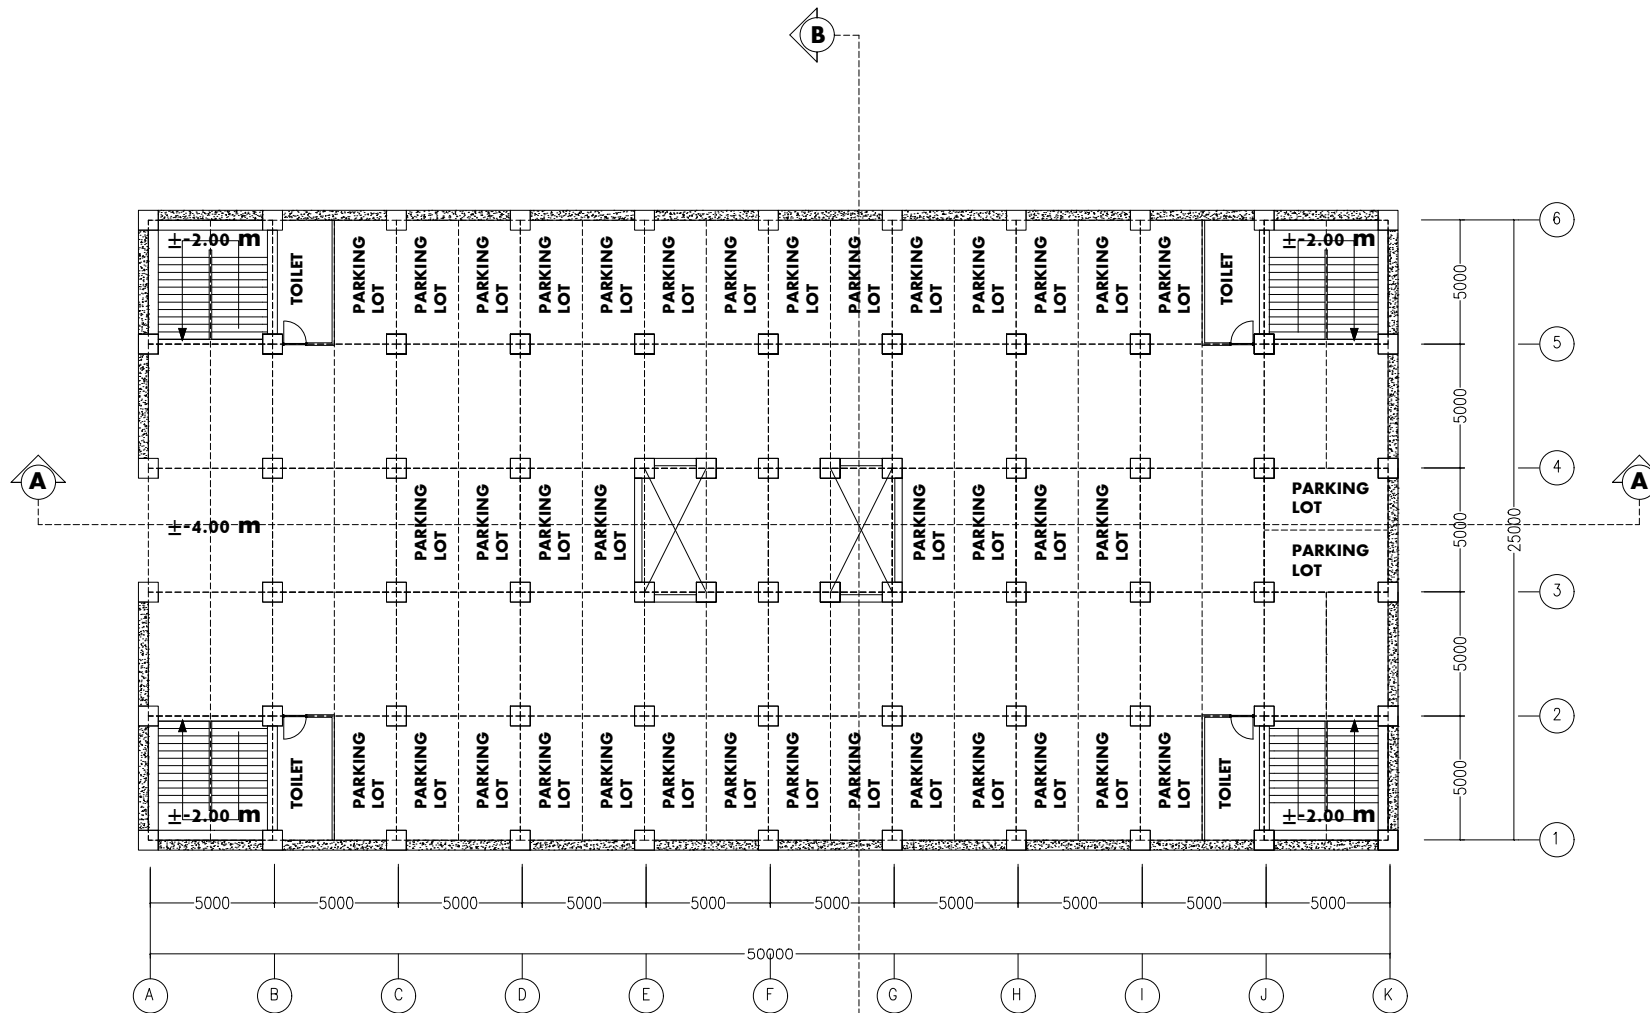 B
6
±-2.00 m
TOILET
PARKING
LOT
PARKING
LOT
PARKING
LOT
PARKING
LOT
PARKING
LOT
PARKING
LOT
PARKING
LOT
PARKING
LOT
PARKING
LOT
PARKING
LOT
PARKING
LOT
PARKING
LOT
PARKING
LOT
PARKING
LOT
TOILET
±-2.00 m
5000
5
5000
4
A
±-4.00 m
PARKING
LOT
PARKING
LOT
PARKING
LOT
PARKING
LOT
PARKING
LOT
PARKING
LOT
PARKING
LOT
PARKING
LOT
PARKING
LOT
PARKING
LOT
5000
25000
A
3
5000
2
±-2.00 m
TOILET
PARKING
LOT
PARKING
LOT
PARKING
LOT
PARKING
LOT
PARKING
LOT
PARKING
LOT
PARKING
LOT
PARKING
LOT
PARKING
LOT
PARKING
LOT
PARKING
LOT
PARKING
LOT
PARKING
LOT
PARKING
LOT
TOILET
±-2.00 m
5000
1
5000 5000 5000 5000 5000 5000 5000 5000 5000 5000
50000
A B C D E F G H I J K